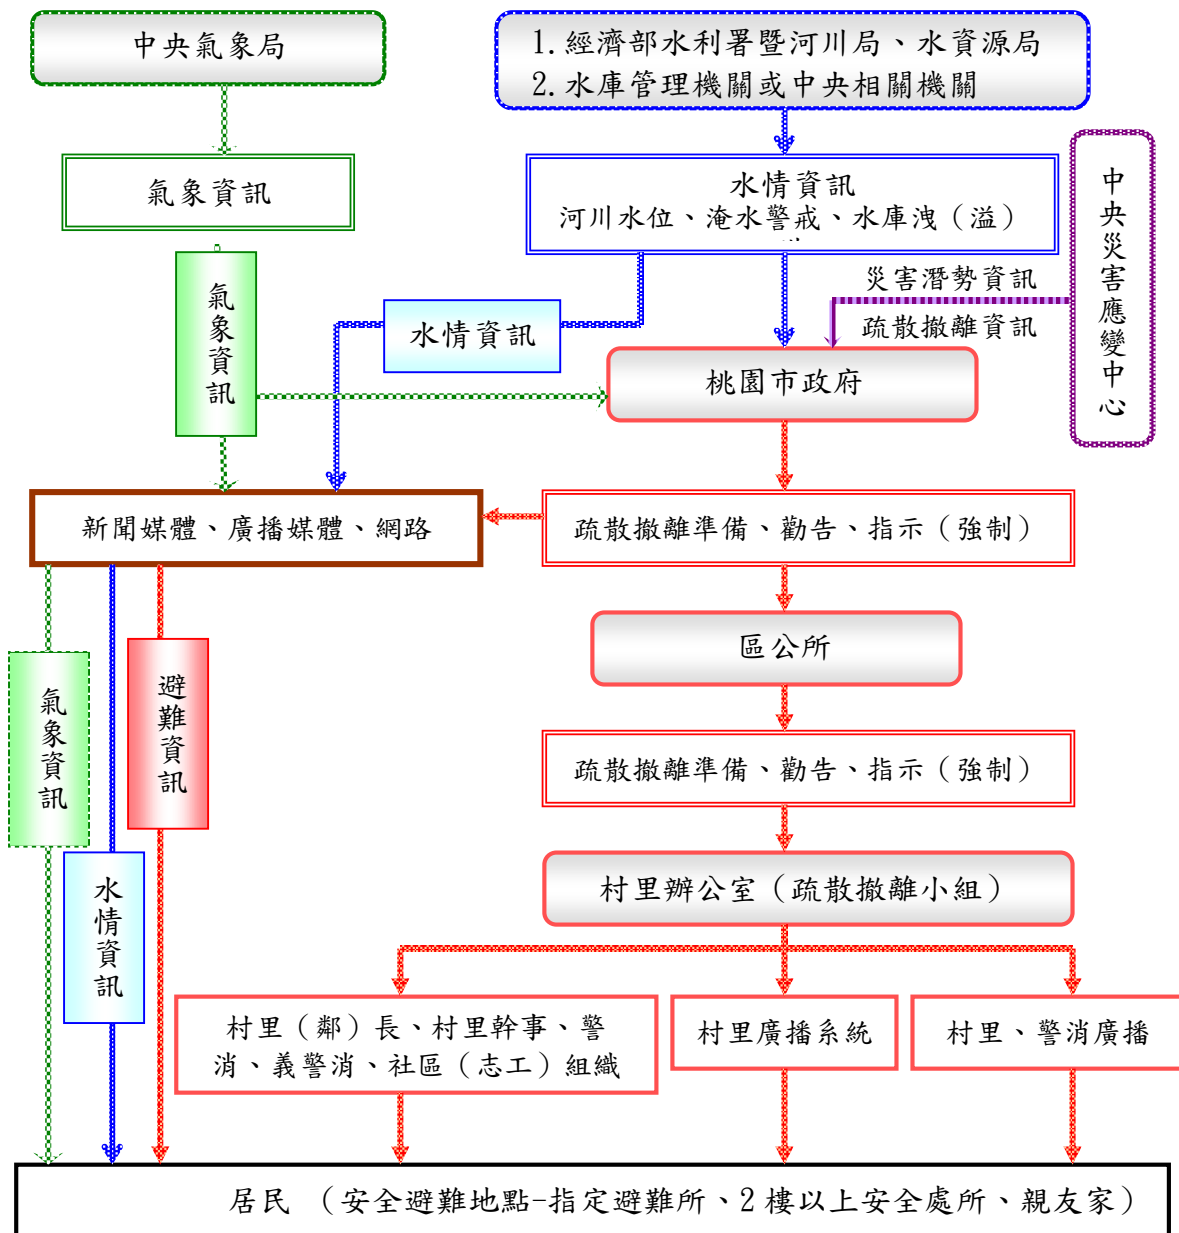 中央氣象局
1. 經濟部水利署暨河川局、水資源局
2. 水庫管理機關或中央相關機關
氣象資訊
水情資訊
河川水位、淹水警戒、水庫洩（溢）
中央災害應變中心
災害潛勢資訊
疏散撤離資訊
氣象資訊
水情資訊
桃園市政府
新聞媒體、廣播媒體、網路
疏散撤離準備、勸告、指示（強制）
區公所
氣象資訊
避難資訊
疏散撤離準備、勸告、指示（強制）
水情資訊
村里辦公室（疏散撤離小組）
村里（鄰）長、村里幹事、警
消、義警消、社區（志工）組織
村里廣播系統
村里、警消廣播
居民 （安全避難地點-指定避難所、2 樓以上安全處所、親友家）